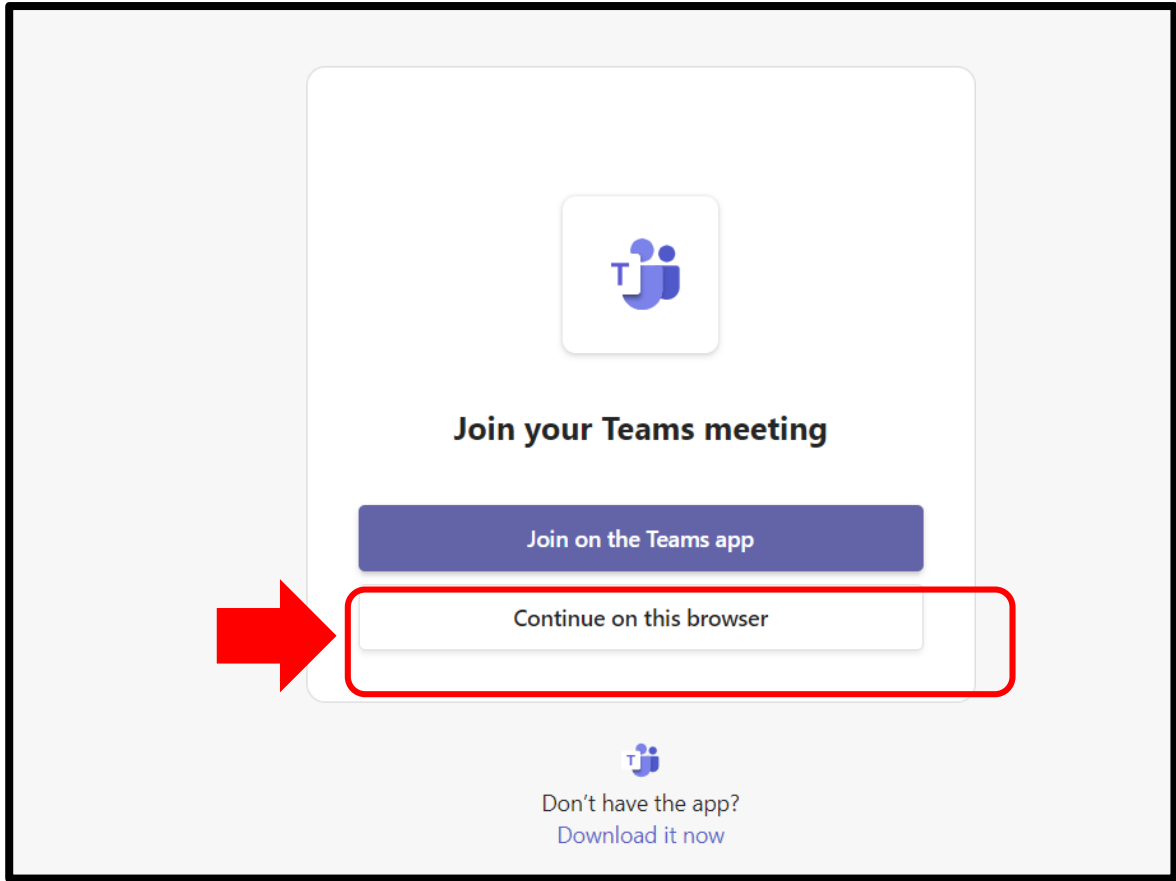 T
Join your Teams meeting
Join on the Teams app
Continue on this browser
T
Don’t have the app?
Download it now